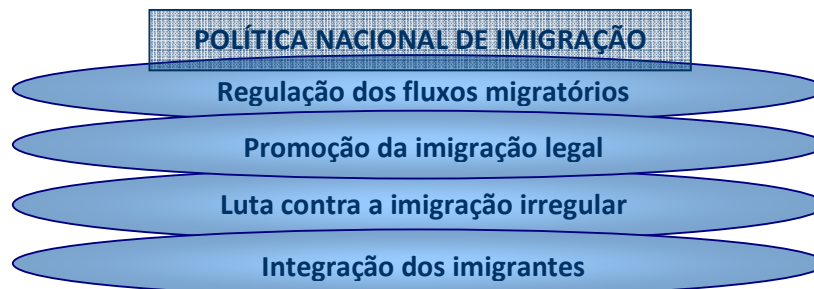 POLÍTICA NACIONAL DE IMIGRAÇÃO
Regulação dos fluxos migratórios
Promoção da imigração legal
Luta contra a imigração irregular
Integração dos imigrantes